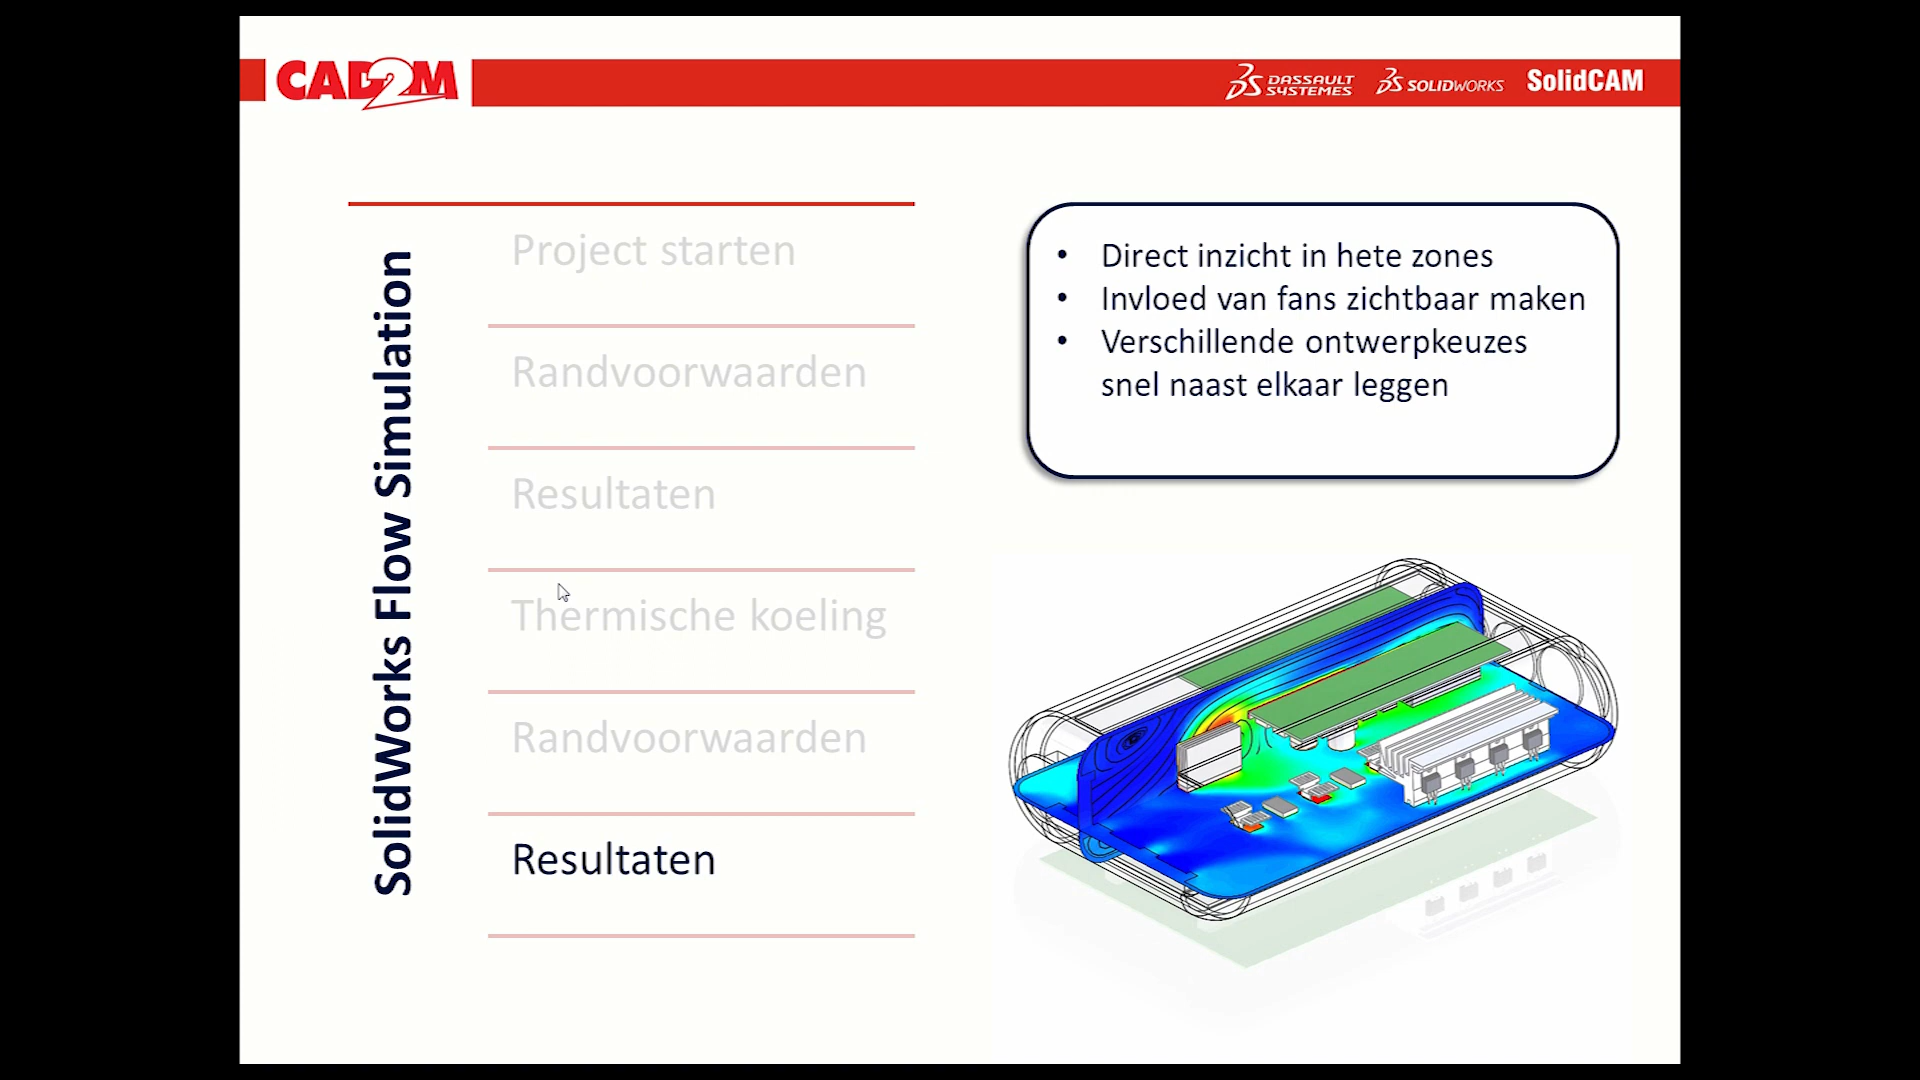 CAD2M
DASSAULT SYSTEMES
SOLIDWORKS
SolidCAM
SolidWorks Flow Simulation
Project starten
Randvoorwaarden
Resultaten
Thermische koeling
Randvoorwaarden
Resultaten
• Direct inzicht in hete zones
• Invloed van fans zichtbaar maken
• Verschillende ontwerpkeuzes
snel naast elkaar leggen